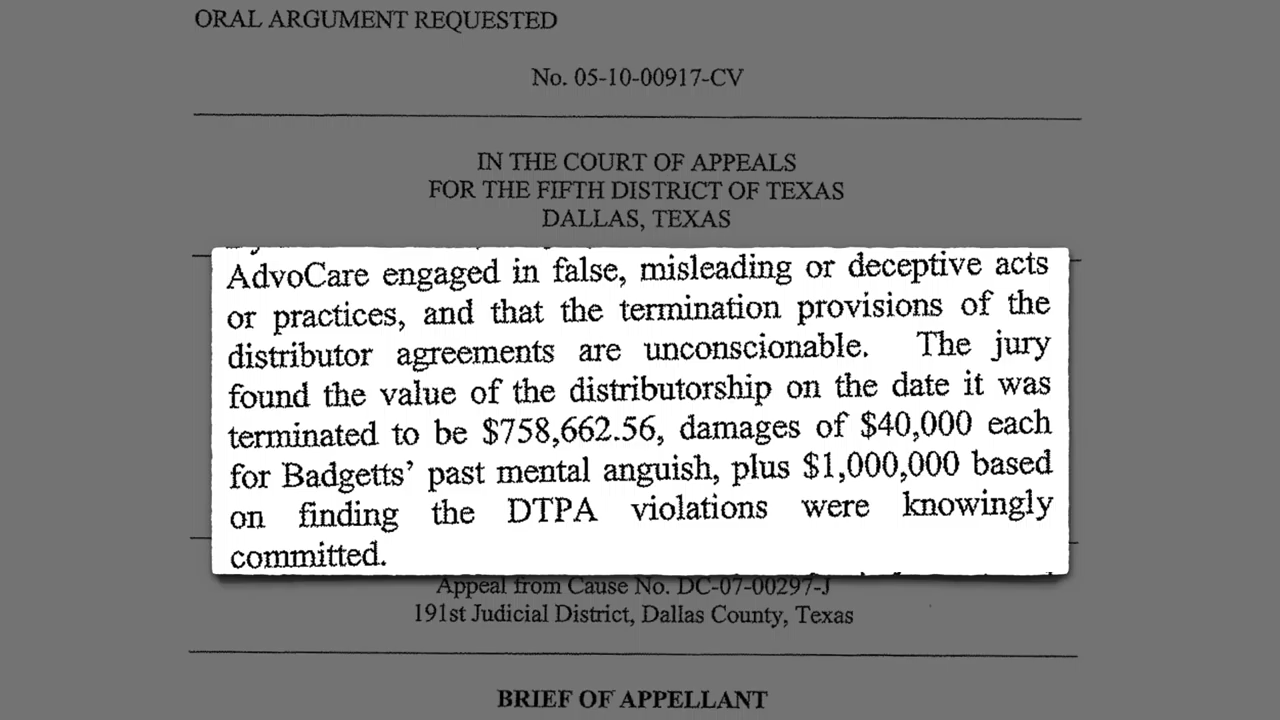 ORAL ARGUMENT REQUESTED
No. 05-10-00917-CV
IN THE COURT OF APPEALS
FOR THE FIFTH DISTRICT OF TEXAS
DALLAS, TEXAS
AdvoCare engaged in false, misleading or deceptive acts
or practices, and that the termination provisions of the
distributor agreements are unconscionable. The jury
found the value of the distributorship on the date it was
terminated to be $758,662.56, damages of $40,000 each
for Badgetts’ past mental anguish, plus $1,000,000 based
on finding the DTPA violations were knowingly
committed.
Appeal from Cause No. DC-07-00297-J
191st Judicial District, Dallas County, Texas
BRIEF OF APPELLANT